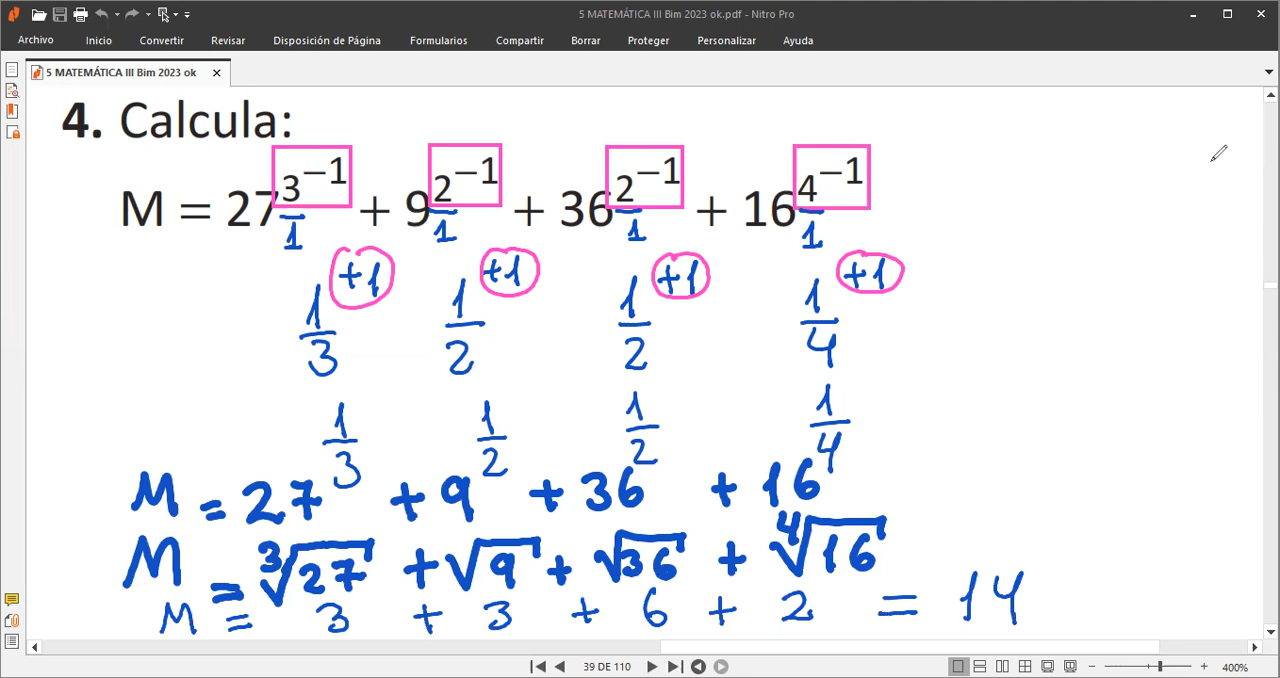 5 MATEMÁTICA III Bim 2023 ok.pdf - Nitro Pro
Archivo Inicio Convertir Revisar Disposición de Página Formularios Compartir Borrar Proteger Personalizar Ayuda
5 MATEMÁTICA III Bim 2023 ok
4. Calcula:
M = 27^3^−1 + 9^2^−1 + 36^2^−1 + 16^4^−1
1 1 1 1
+1 +1 +1 +1
1/3 1/2 1/2 1/4
1/3 1/2 1/2 1/4
M = 27 + 9 + 36 + 16
M = ³√27 + √9 + √36 + ⁴√16
M = 3 + 3 + 6 + 2 = 14
39 DE 110
400%